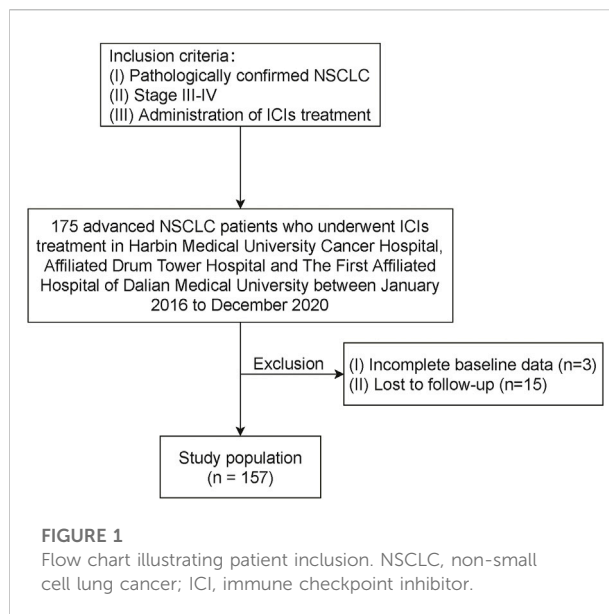 Inclusion criteria:
(I) Pathologically confirmed NSCLC
(II) Stage III-IV
(III) Administration of ICIs treatment
175 advanced NSCLC patients who underwent ICIs
treatment in Harbin Medical University Cancer Hospital,
Affiliated Drum Tower Hospital and The First Affiliated
Hospital of Dalian Medical University between January
2016 to December 2020
Exclusion
(I) Incomplete baseline data (n=3)
(II) Lost to follow-up (n=15)
Study population
(n = 157)
FIGURE 1
Flow chart illustrating patient inclusion. NSCLC, non-small
cell lung cancer; ICI, immune checkpoint inhibitor.